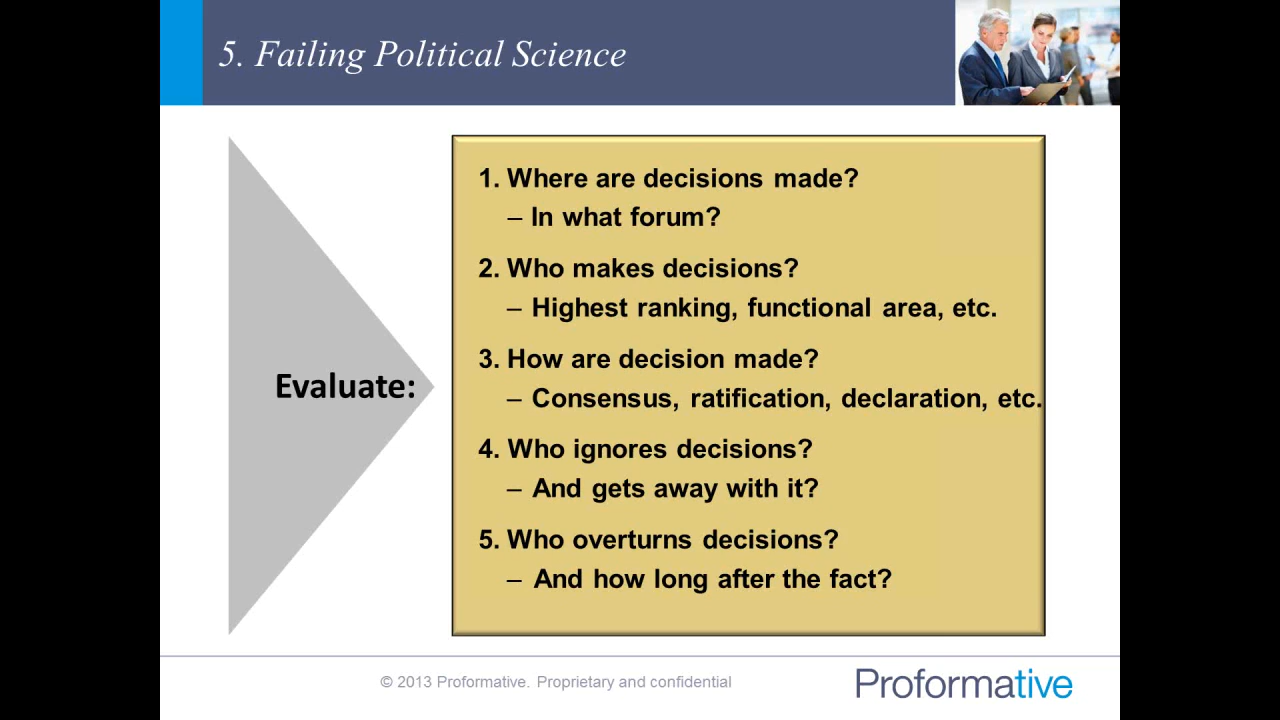 5. Failing Political Science
Evaluate:
1. Where are decisions made?
– In what forum?
2. Who makes decisions?
– Highest ranking, functional area, etc.
3. How are decision made?
– Consensus, ratification, declaration, etc.
4. Who ignores decisions?
– And gets away with it?
5. Who overturns decisions?
– And how long after the fact?
© 2013 Proformative. Proprietary and confidential
Proformative